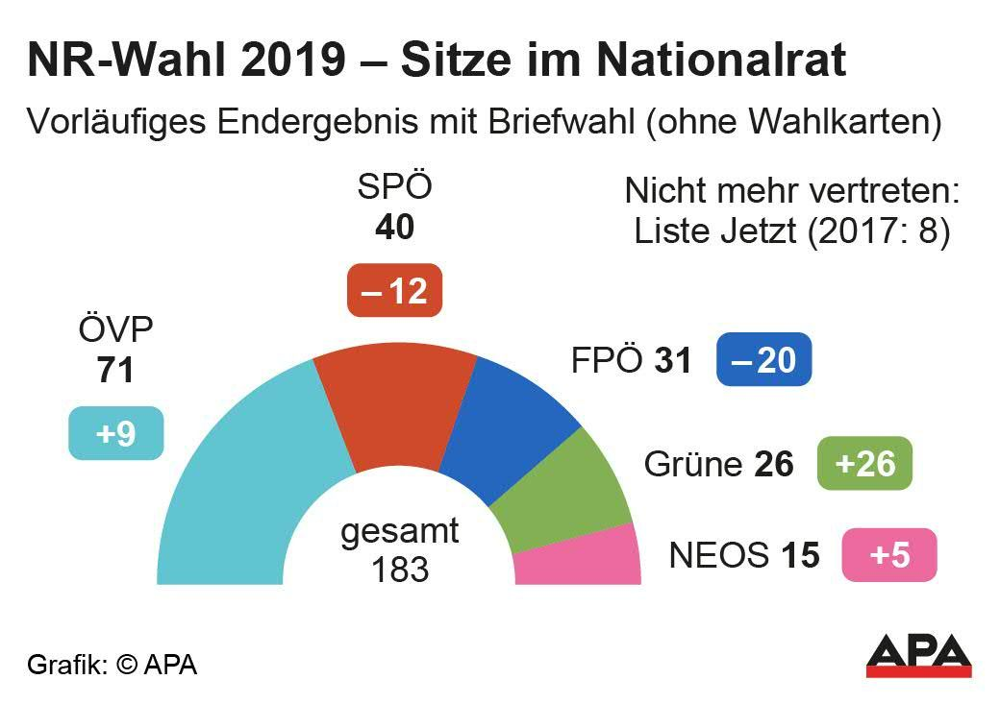 NR-Wahl 2019 – Sitze im Nationalrat
Vorläufiges Endergebnis mit Briefwahl (ohne Wahlkarten)
SPÖ
40
– 12
Nicht mehr vertreten:
Liste Jetzt (2017: 8)
ÖVP
71
+9
FPÖ 31 – 20
Grüne 26 +26
NEOS 15 +5
gesamt
183
Grafik: © APA
APA